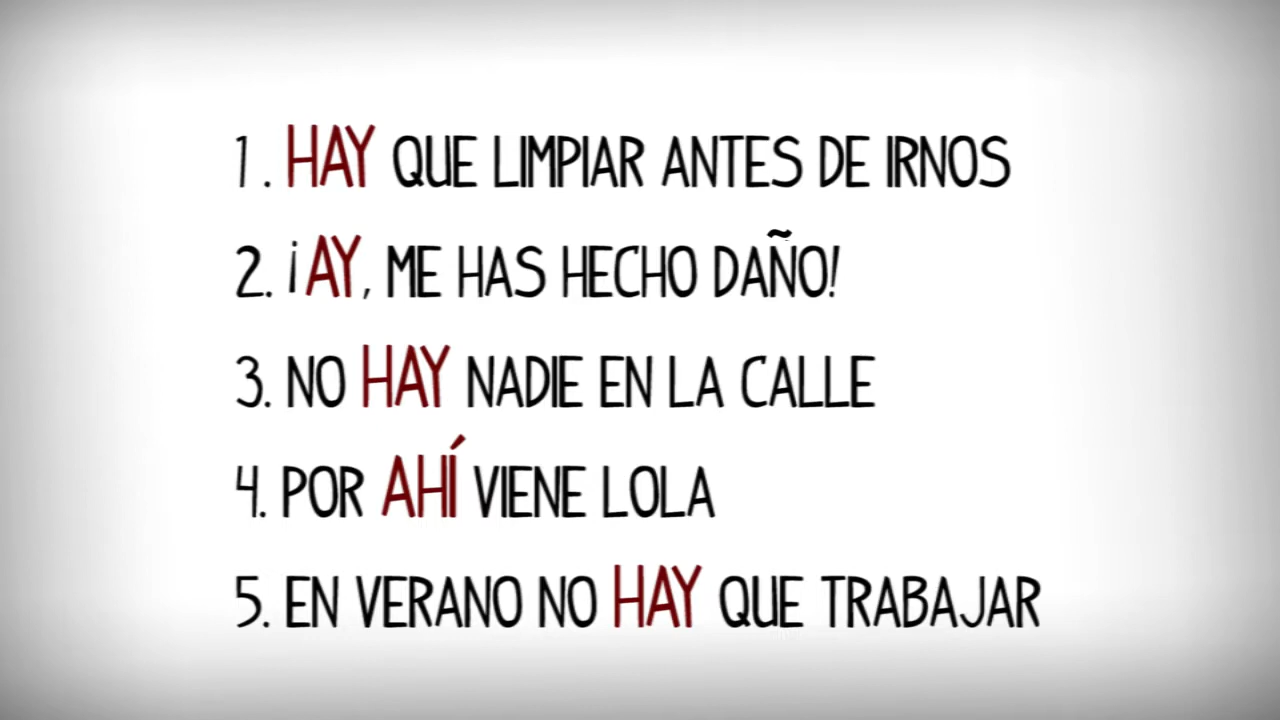 1. HAY QUE LIMPIAR ANTES DE IRNOS
2. ¡AY, ME HAS HECHO DAÑO!
3. NO HAY NADIE EN LA CALLE
4. POR AHÍ VIENE LOLA
5. EN VERANO NO HAY QUE TRABAJAR